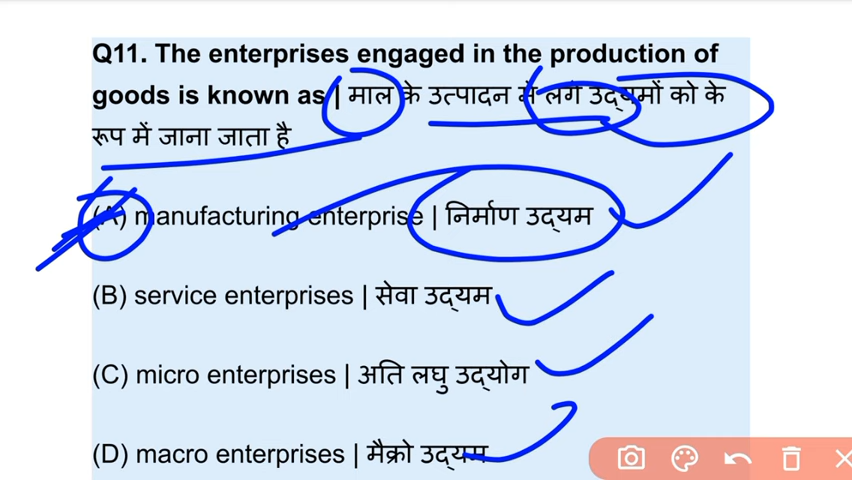 Q11. The enterprises engaged in the production of
goods is known as | माल के उत्पादन में लगे उद्यमों को के
रूप में जाना जाता है
(A) manufacturing enterprise | निर्माण उद्यम
(B) service enterprises | सेवा उद्यम
(C) micro enterprises | अति लघु उद्योग
(D) macro enterprises | मैक्रो उद्यम